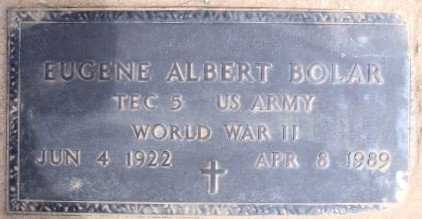 EUGENE ALBERT BOLAR
TEC 5 US ARMY
WORLD WAR II
JUN 4 1922 APR 8 1989